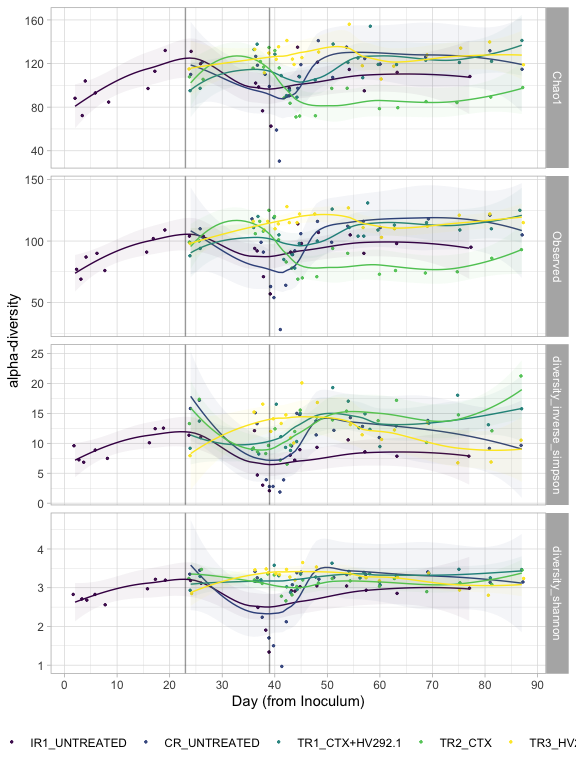 160
120
80
40
Chao1
150
100
50
Observed
alpha-diversity
25
20
15
10
5
0
diversity_inverse_simpson
4
3
2
1
diversity_shannon
0 10 20 30 40 50 60 70 80 90
Day (from Inoculum)
IR1_UNTREATED CR_UNTREATED TR1_CTX+HV292.1 TR2_CTX TR3_HV2